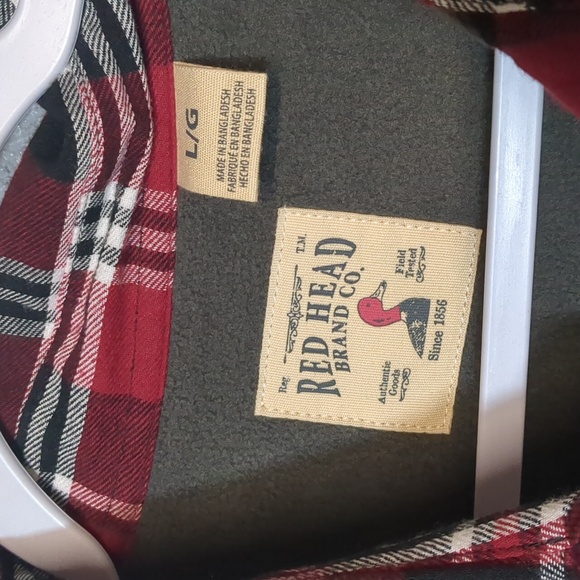 L/G
MADE IN BANGLADESH
FABRIQUÉ EN BANGLADESH
HECHO EN BANGLADESH
Reg T.M.
RED HEAD
BRAND CO.
Authentic
Goods
Field
Tested
Since 1856